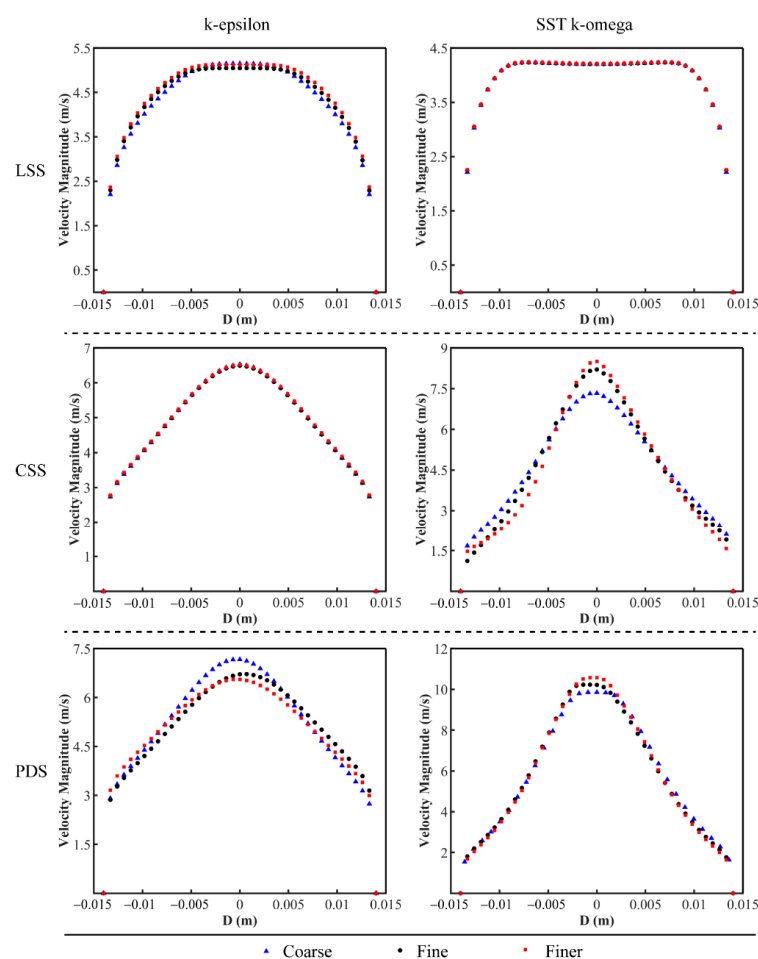 k-epsilon SST k-omega
LSS
Velocity Magnitude (m/s)
5.5
4.5
3.5
2.5
1.5
0.5
−0.015 −0.01 −0.005 0 0.005 0.01 0.015
D (m)
Velocity Magnitude (m/s)
4.5
3.5
2.5
1.5
0.5
−0.015 −0.01 −0.005 0 0.005 0.01 0.015
D (m)
CSS
Velocity Magnitude (m/s)
7
6
5
4
3
2
1
−0.015 −0.01 −0.005 0 0.005 0.01 0.015
D (m)
Velocity Magnitude (m/s)
9
7.5
6
4.5
3
1.5
−0.015 −0.01 −0.005 0 0.005 0.01 0.015
D (m)
PDS
Velocity Magnitude (m/s)
7.5
6
4.5
3
1.5
−0.015 −0.01 −0.005 0 0.005 0.01 0.015
D (m)
Velocity Magnitude (m/s)
12
10
8
6
4
2
−0.015 −0.01 −0.005 0 0.005 0.01 0.015
D (m)
Coarse Fine Finer